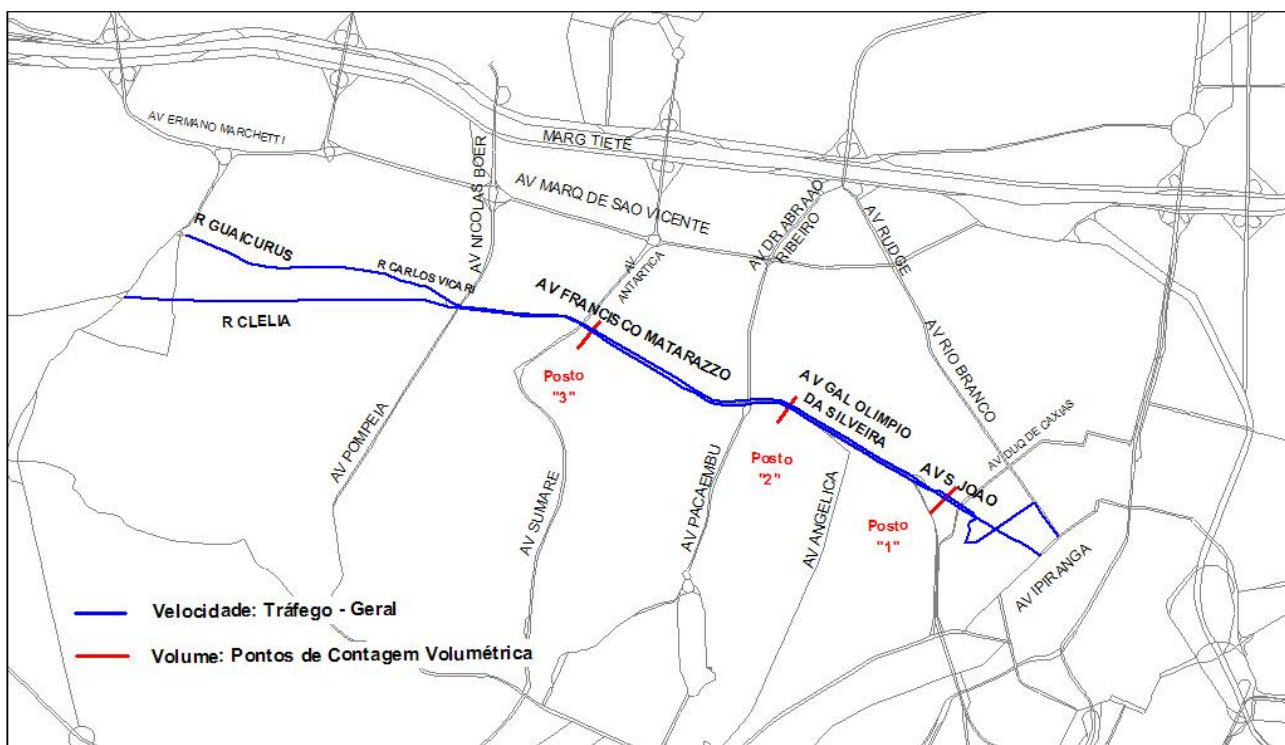 AV ERMANO MARCHETTI
MARG TIETE
AV NICOLAS BOER
AV MARQ DE SAO VICENTE
AV DR ABRAAO
RIBEIRO
AV RUDGE
R GUAICURUS
R CARLOS VICARI
AV
ANTARTICA
R CLELIA
AV FRANCISCO MATARAZZO
AV RIO BRANCO
Posto
"3"
AV GAL OLIMPIO
DA SILVEIRA
AV DUQ DE CAXIAS
AV POMPEIA
Posto
"2"
AV S JOAO
AV SUMARE
AV PACAEMBU
AV ANGELICA
Posto
"1"
AV IPIRANGA
Velocidade: Tráfego - Geral
Volume: Pontos de Contagem Volumétrica